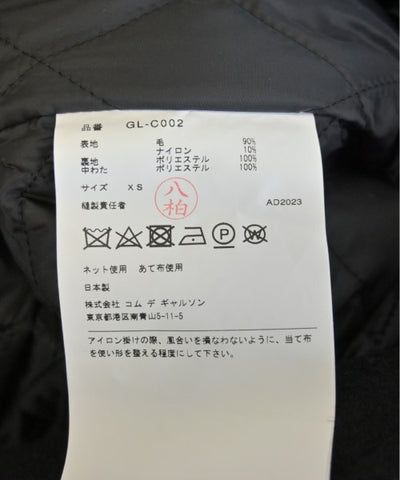 品番 GL-C002
表地 毛 90%
ナイロン 10%
裏地 ポリエステル 100%
中わた ポリエステル 100%
サイズ XS
八柏
縫製責任者 AD2023
P W
ネット使用 あて布使用
日本製
株式会社 コム デ ギャルソン
東京都港区南青山5-11-5
アイロン掛けの際、風合いを損なわないように、当て布
を使い形を整える程度にして下さい。